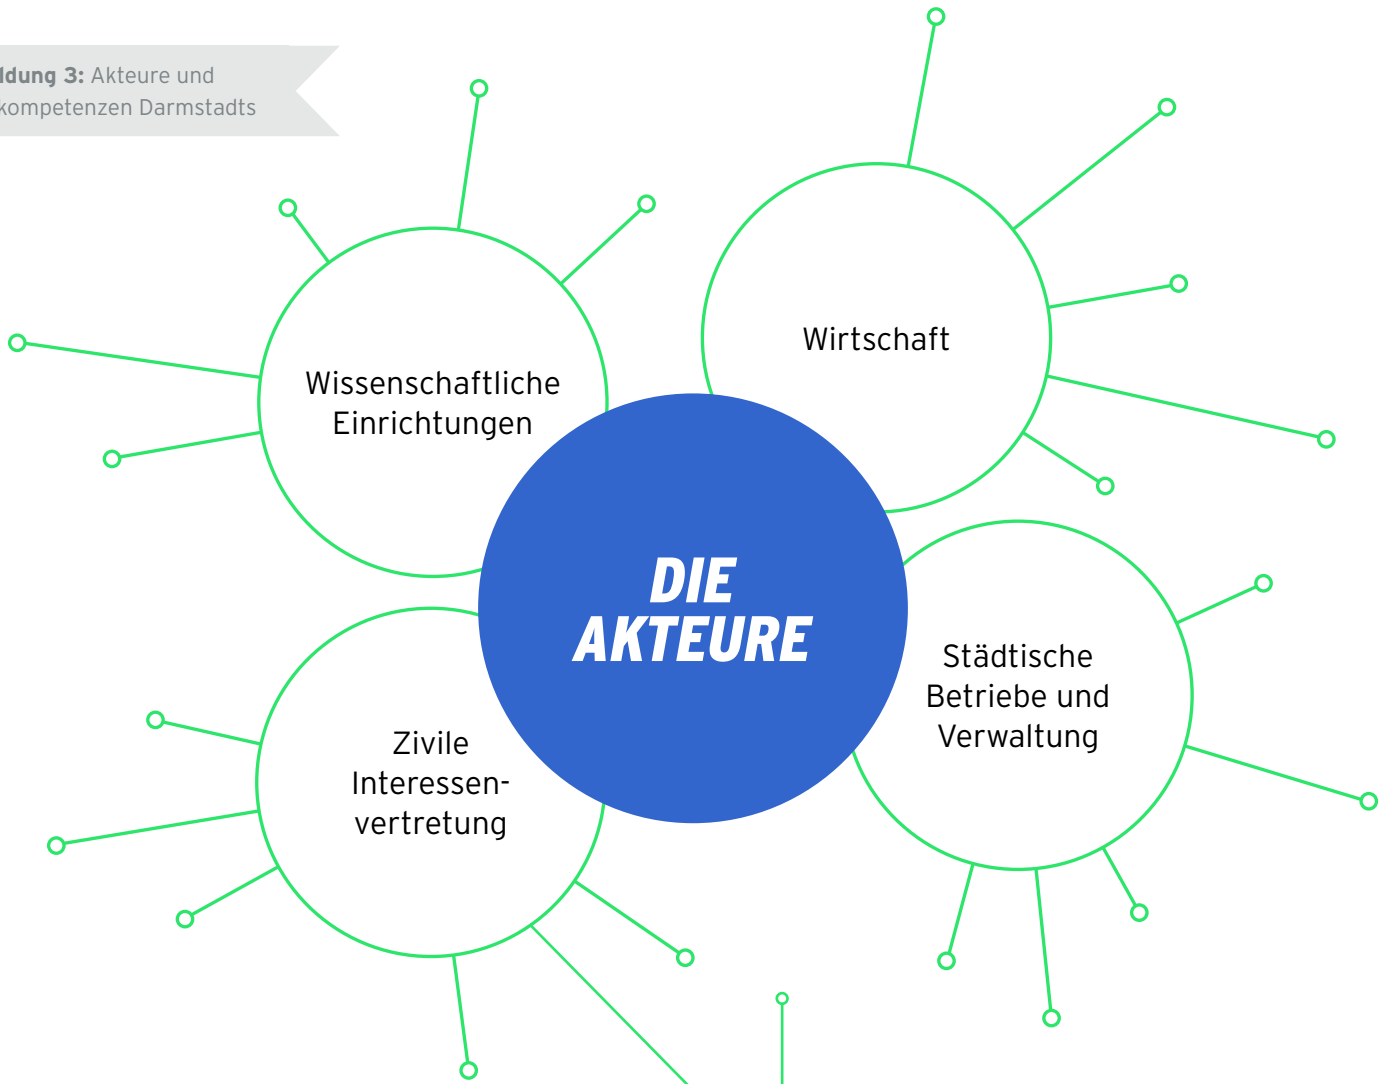 ldung 3: Akteure und
kompetenzen Darmstadts
Wirtschaft
Wissenschaftliche
Einrichtungen
DIE
AKTEURE
Städtische
Betriebe und
Verwaltung
Zivile
Interessen-
vertretung